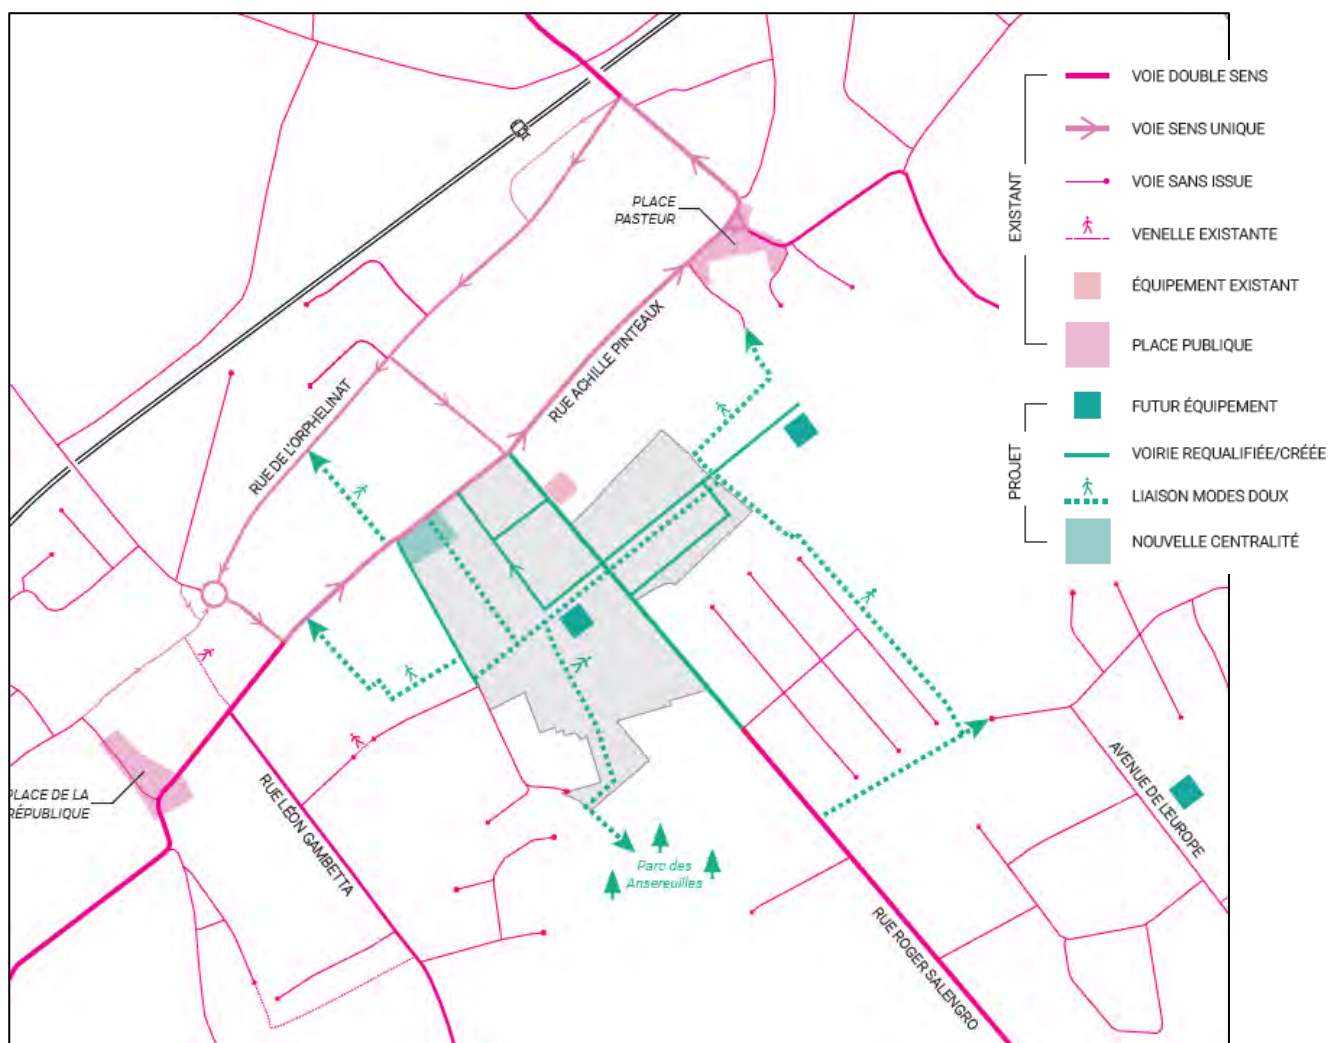 PLACE
PASTEUR
RUE ACHILLE PINTEAUX
RUE DE L'ORPHELINAT
PLACE DE LA
RÉPUBLIQUE
RUE LÉON GAMBETTA
Parc des
Ansereuilles
RUE ROGER SALENGRO
AVENUE DE L'EUROPE
EXISTANT
VOIE DOUBLE SENS
VOIE SENS UNIQUE
VOIE SANS ISSUE
VENELLE EXISTANTE
ÉQUIPEMENT EXISTANT
PLACE PUBLIQUE
PROJET
FUTUR ÉQUIPEMENT
VOIRIE REQUALIFIÉE/CRÉÉE
LIAISON MODES DOUX
NOUVELLE CENTRALITÉ